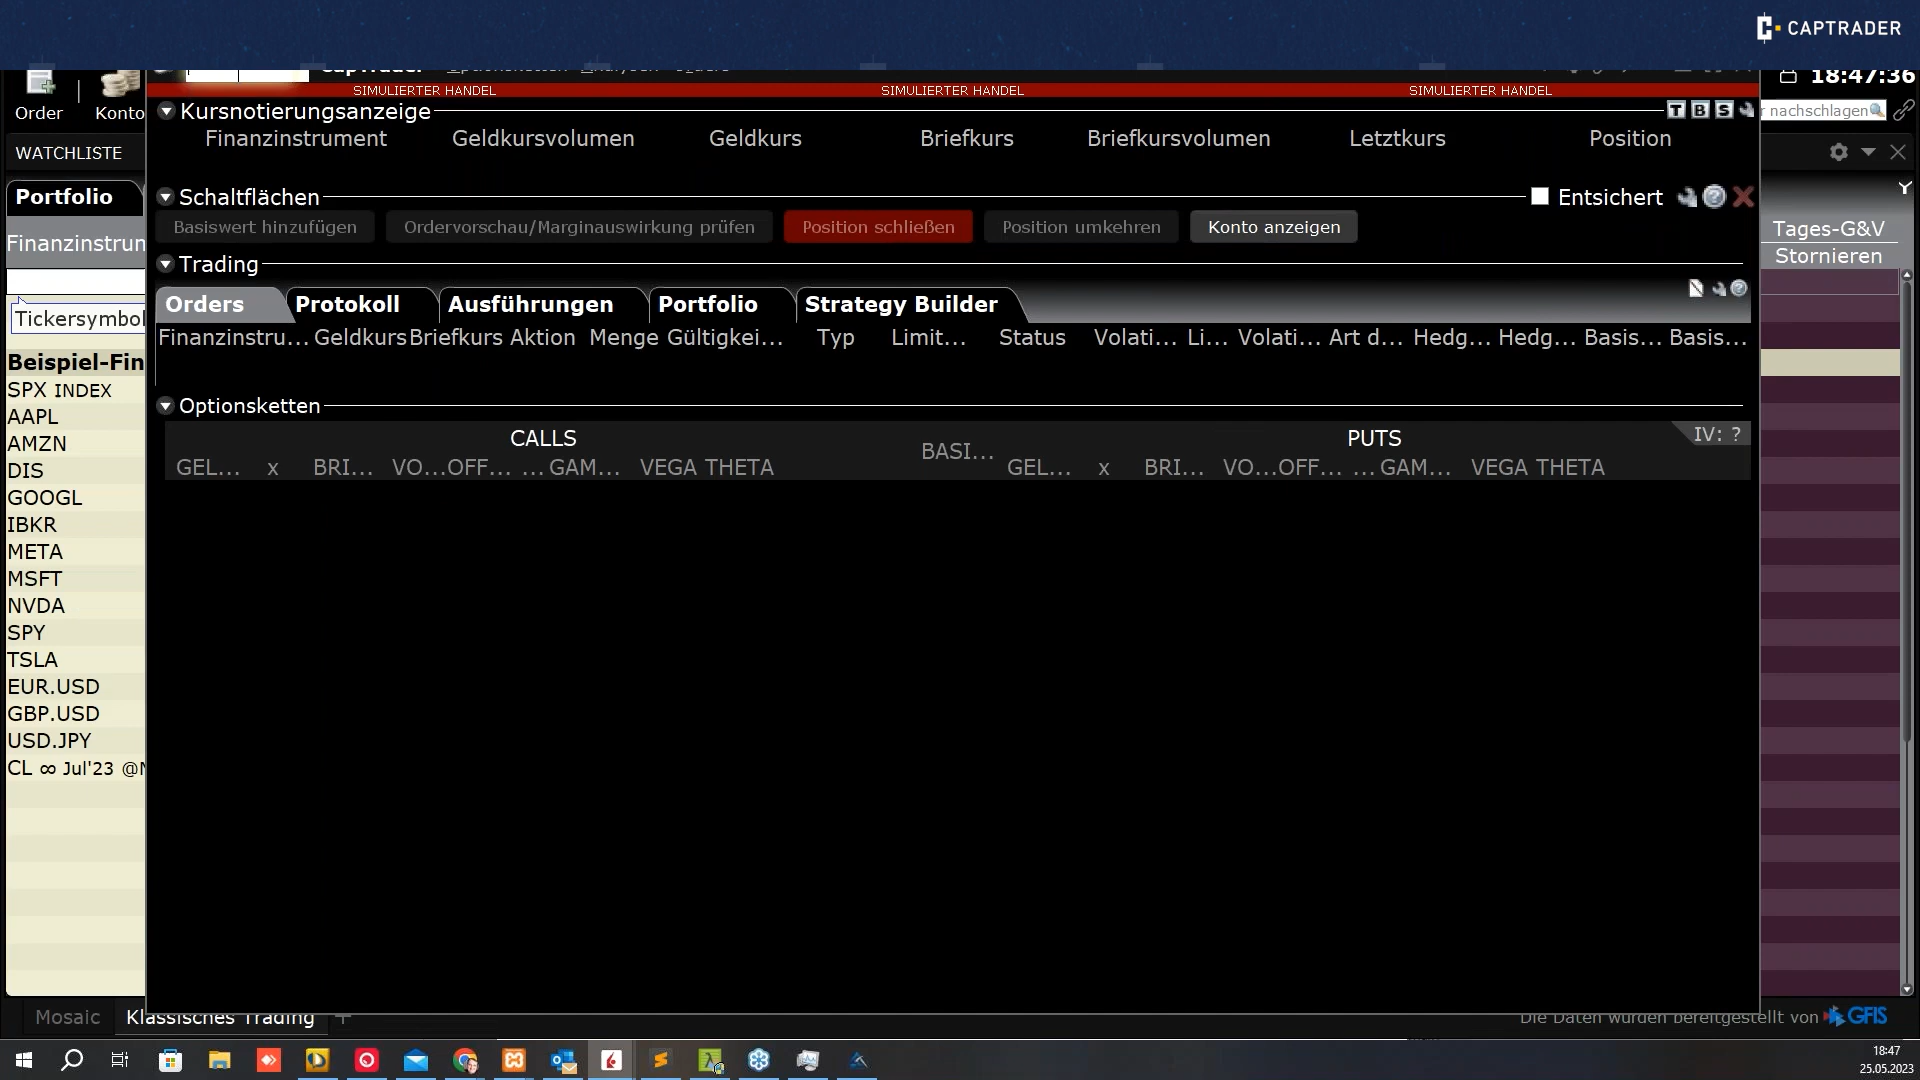 CAPTRADER
18:47:36
Order
Konto
SIMULIERTER HANDEL SIMULIERTER HANDEL SIMULIERTER HANDEL
Kursnotierungsanzeige
T B S
nachschlagen
Finanzinstrument Geldkursvolumen Geldkurs Briefkurs Briefkursvolumen Letztkurs Position
WATCHLISTE
Portfolio
Schaltflächen
Entsichert
Basiswert hinzufügen Ordervorschau/Marginauswirkung prüfen Position schließen Position umkehren Konto anzeigen
Tages-G&V
Finanzinstrun
Stornieren
Trading
Orders Protokoll Ausführungen Portfolio Strategy Builder
Tickersymbol
Finanzinstru... Geldkurs Briefkurs Aktion Menge Gültigkei... Typ Limit... Status Volati... Li... Volati... Art d... Hedg... Hedg... Basis... Basis...
Beispiel-Fin
SPX INDEX
Optionsketten
AAPL
CALLS PUTS IV: ?
AMZN
BASI...
GEL... x BRI... VO...OFF... ... GAM... VEGA THETA GEL... x BRI... VO...OFF... ... GAM... VEGA THETA
DIS
GOOGL
IBKR
META
MSFT
NVDA
SPY
TSLA
EUR.USD
GBP.USD
USD.JPY
CL ∞ Jul'23
Mosaic Klassisches Trading +
Die Daten wurden bereitgestellt von GFIS
18:47
25.05.2023